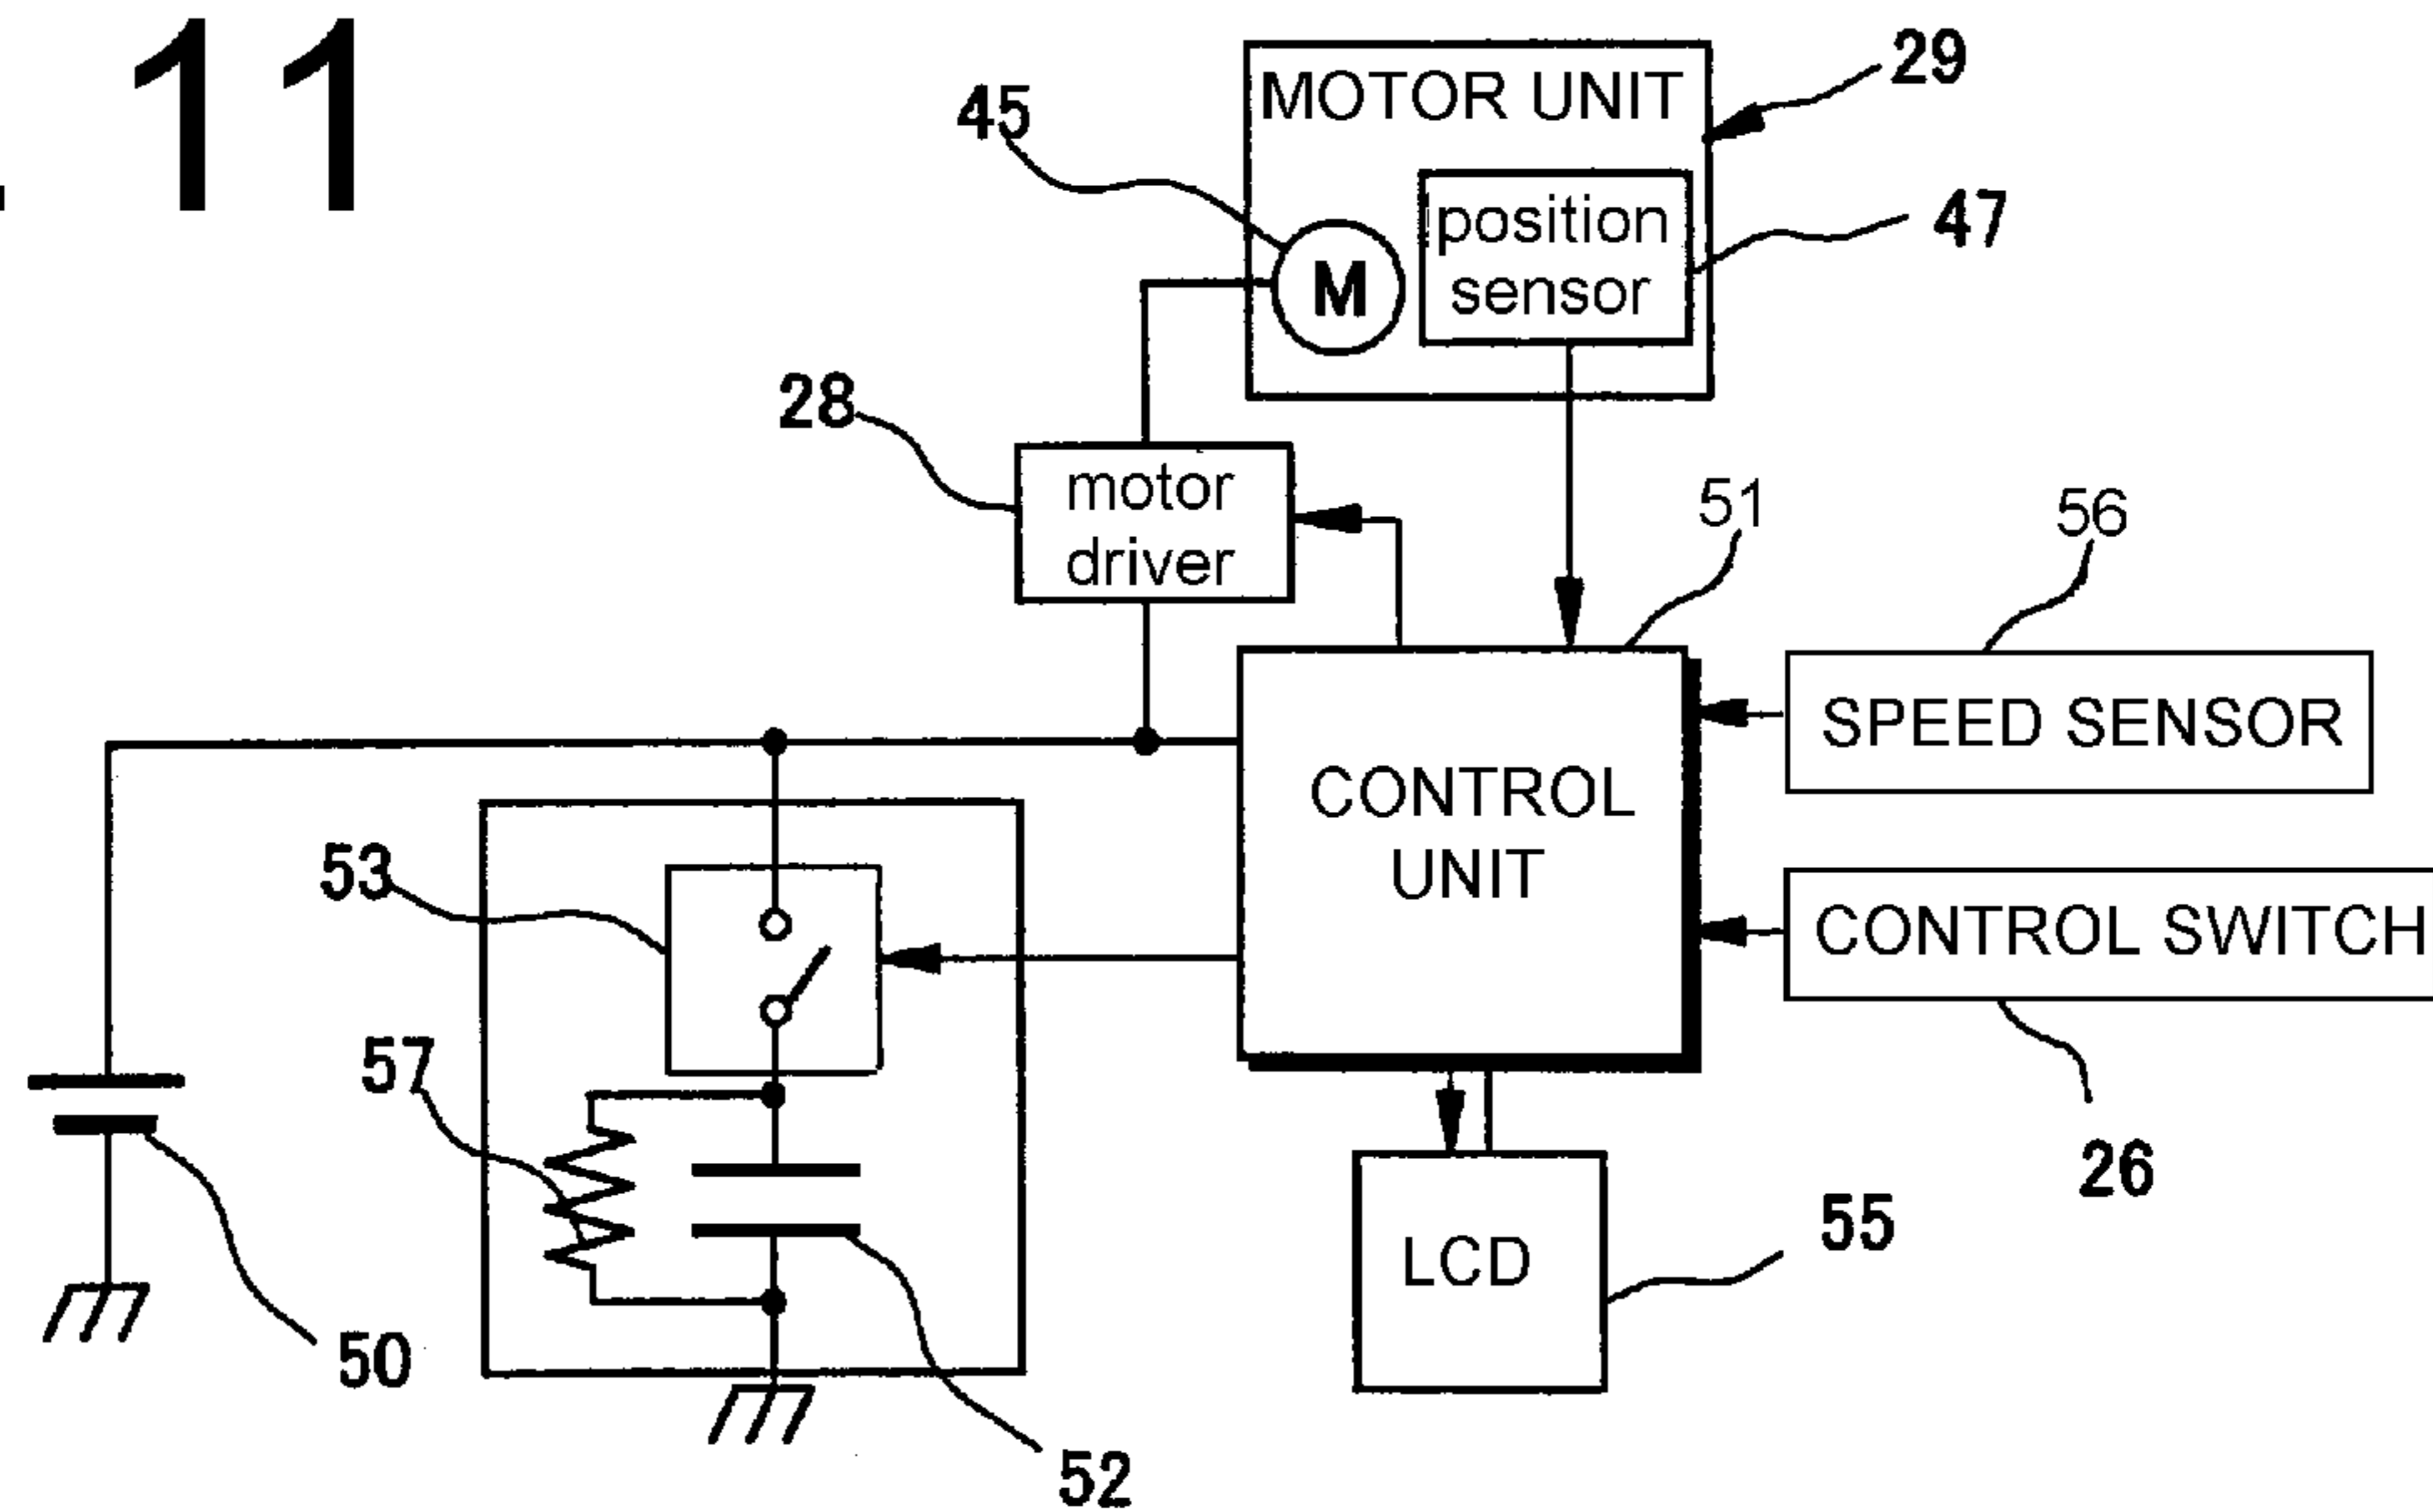 11
29
MOTOR UNIT
45
position
sensor
47
M
28
motor
driver
51
56
SPEED SENSOR
CONTROL
UNIT
53
CONTROL SWITCH
57
26
55
LCD
50
52